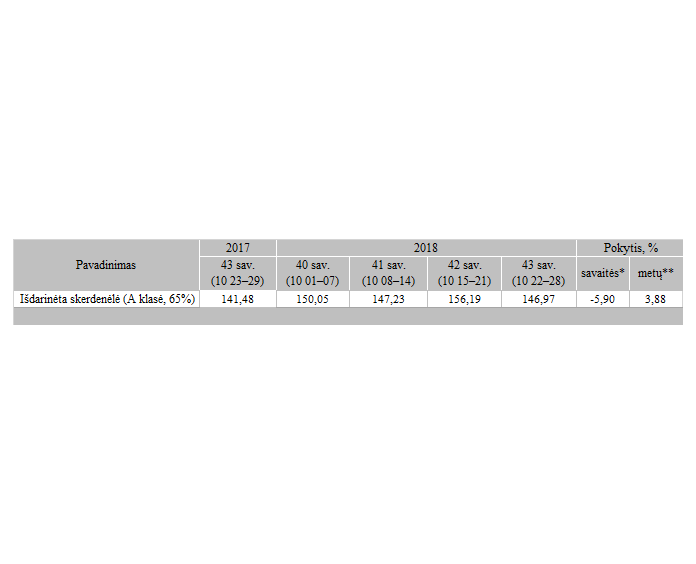 Pavadinimas 2017 2018 Pokytis, %
43 sav. 40 sav. 41 sav. 42 sav. 43 sav. savaitės* metų**
(10 23–29) (10 01–07) (10 08–14) (10 15–21) (10 22–28)
Išdarinėta skerdenėlė (A klasė, 65%) 141,48 150,05 147,23 156,19 146,97 -5,90 3,88